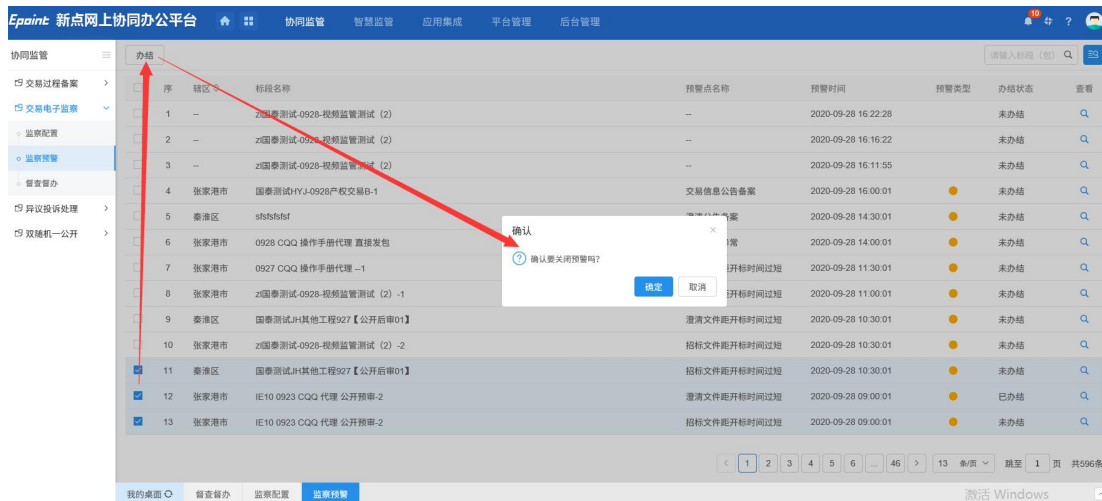 Epoint 新点网上协同办公平台 协同监管 智慧监管 应用集成 平台管理 后台管理 10 ?
协同监管 办结 请输入标段（包）
交易过程备案
交易电子监察
监察配置
监察预警
督查督办
异议投诉处理
双随机一公开
序 辖区 标段名称 预警点名称 预警时间 预警类型 办结状态 查看
1 -- zl国泰测试-0928-视频监管测试（2） -- 2020-09-28 16:22:28 未办结
2 -- zl国泰测试-0928-视频监管测试（2） -- 2020-09-28 16:16:22 未办结
3 -- zl国泰测试-0928-视频监管测试（2） -- 2020-09-28 16:11:55 未办结
4 张家港市 国泰测试HYJ-0928产权交易B-1 交易信息公告备案 2020-09-28 16:00:01 未办结
5 秦淮区 sfsfsfsfsf 2020-09-28 14:30:01 未办结
6 张家港市 0928 CQQ 操作手册代理 直接发包 常 2020-09-28 14:00:01 未办结
7 张家港市 0927 CQQ 操作手册代理 --1 开标时间过短 2020-09-28 11:30:01 未办结
8 张家港市 zl国泰测试-0928-视频监管测试（2）-1 开标时间过短 2020-09-28 11:00:01 未办结
9 秦淮区 国泰测试JH其他工程927【公开后审01】 澄清文件距开标时间过短 2020-09-28 10:30:01 未办结
10 张家港市 zl国泰测试-0928-视频监管测试（2）-2 招标文件距开标时间过短 2020-09-28 10:30:01 未办结
11 秦淮区 国泰测试JH其他工程927【公开后审01】 招标文件距开标时间过短 2020-09-28 10:30:01 未办结
12 张家港市 IE10 0923 CQQ 代理 公开预审-2 澄清文件距开标时间过短 2020-09-28 09:00:01 已办结
13 张家港市 IE10 0923 CQQ 代理 公开预审-2 招标文件距开标时间过短 2020-09-28 09:00:01 未办结
确认
确认要关闭预警吗?
确定 取消
1 2 3 4 5 6 ... 46 13 条/页 跳至 1 页 共596条
我的桌面 督查督办 监察配置 监察预警 激活 Windows